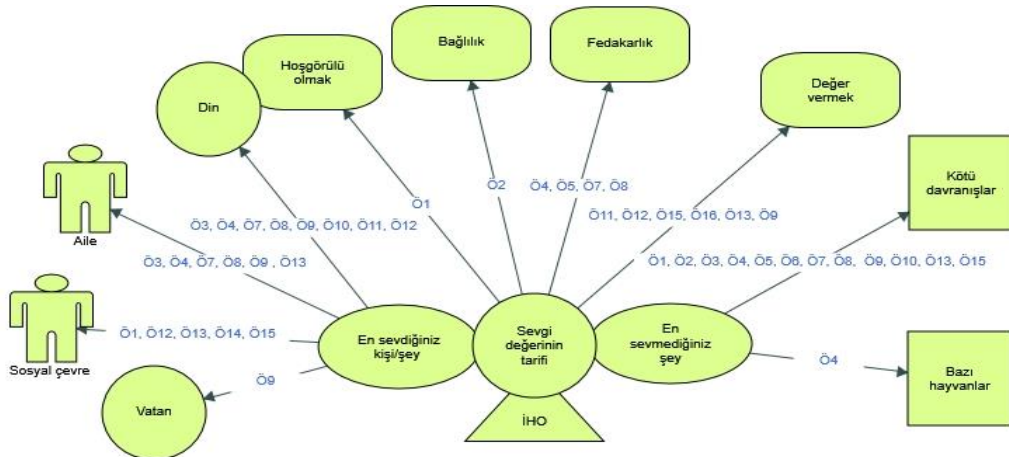 Bağlılık
Fedakarlık
Hoşgörülü
olmak
Değer
vermek
Din
Kötü
davranışlar
Aile
Ö1
Ö2
Ö4, Ö5, Ö7, Ö8
Ö11, Ö12, Ö15, Ö16, Ö13, Ö9
Ö3, Ö4, Ö7, Ö8, Ö9, Ö10, Ö11, Ö12
Ö3, Ö4, Ö7, Ö8, Ö9 , Ö13
Ö1, Ö2, Ö3, Ö4, Ö5, Ö6, Ö7, Ö8, Ö9, Ö10, Ö13, Ö15
Ö1, Ö12, Ö13, Ö14, Ö15
Sosyal çevre
En sevdiğiniz
kişi/şey
Sevgi
değerinin
tarifi
En
sevmediğiniz
şey
Ö4
Bazı
hayvanlar
Ö9
Vatan
İHO